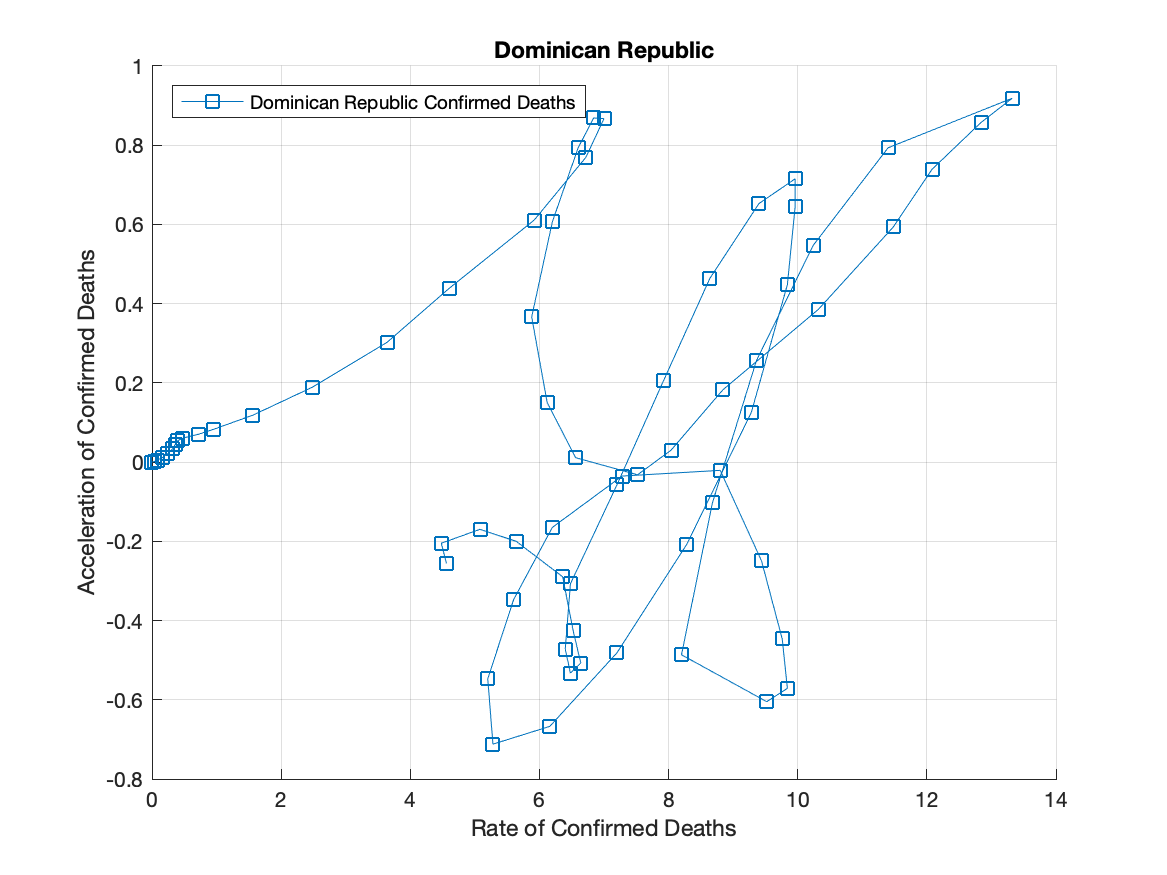 Dominican Republic
Dominican Republic Confirmed Deaths
Acceleration of Confirmed Deaths
1
0.8
0.6
0.4
0.2
0
-0.2
-0.4
-0.6
-0.8
0 2 4 6 8 10 12 14
Rate of Confirmed Deaths